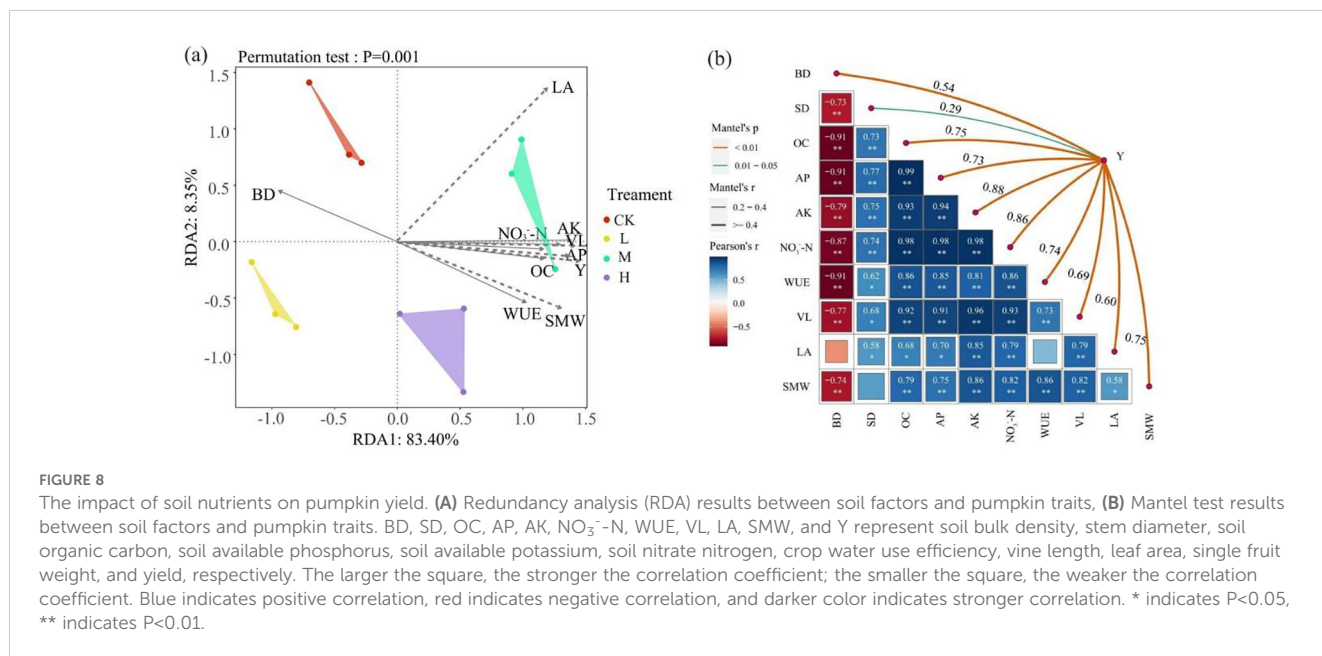 (a)
Permutation test : P=0.001
RDA2: 8.35%
1.5
1.0
0.5
0.0
-0.5
-1.0
-1.0
-0.5
0.0
0.5
1.0
1.5
RDA1: 83.40%
LA
BD
NO₃⁻-N
AK
VL
AP
OC
Y
WUE
SMW
Treament
CK
L
M
H
(b)
Mantel's p
< 0.01
0.01 − 0.05
Mantel's r
0.2 − 0.4
>= 0.4
Pearson's r
0.5
0.0
−0.5
BD
SD −0.73 **
OC −0.91 ** 0.73 **
AP −0.91 ** 0.77 ** 0.99 **
AK −0.79 ** 0.75 ** 0.93 ** 0.94 **
NO₃⁻-N −0.87 ** 0.74 ** 0.98 ** 0.98 ** 0.98 **
WUE −0.91 ** 0.62 * 0.86 ** 0.85 ** 0.81 ** 0.86 **
VL −0.77 ** 0.68 * 0.92 ** 0.91 ** 0.96 ** 0.93 ** 0.73 **
LA 0.58 * 0.68 * 0.70 * 0.85 ** 0.79 ** 0.79 **
SMW −0.74 ** 0.79 ** 0.75 ** 0.86 ** 0.82 ** 0.86 ** 0.82 ** 0.58 *
BD SD OC AP AK NO₃⁻-N WUE VL LA SMW
Y
0.54
0.29
0.75
0.73
0.88
0.86
0.74
0.69
0.60
0.75
FIGURE 8
The impact of soil nutrients on pumpkin yield. (A) Redundancy analysis (RDA) results between soil factors and pumpkin traits, (B) Mantel test results
between soil factors and pumpkin traits. BD, SD, OC, AP, AK, NO₃⁻-N, WUE, VL, LA, SMW, and Y represent soil bulk density, stem diameter, soil
organic carbon, soil available phosphorus, soil available potassium, soil nitrate nitrogen, crop water use efficiency, vine length, leaf area, single fruit
weight, and yield, respectively. The larger the square, the stronger the correlation coefficient; the smaller the square, the weaker the correlation
coefficient. Blue indicates positive correlation, red indicates negative correlation, and darker color indicates stronger correlation. * indicates P<0.05,
** indicates P<0.01.